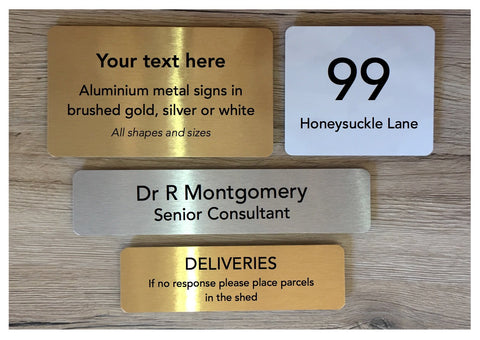 Your text here
Aluminium metal signs in
brushed gold, silver or white
All shapes and sizes
99
Honeysuckle Lane
Dr R Montgomery
Senior Consultant
DELIVERIES
If no response please place parcels
in the shed